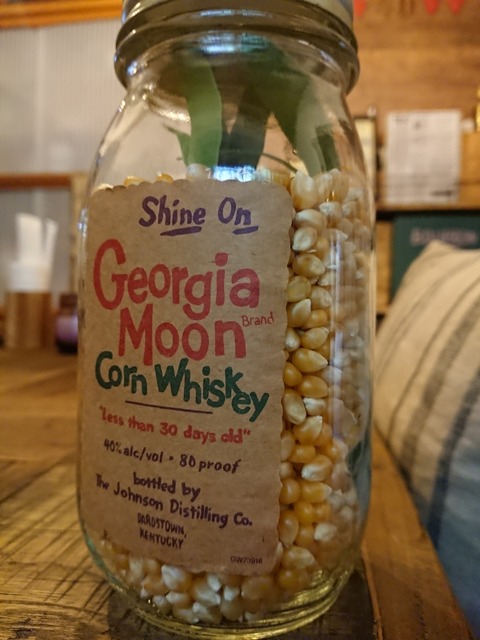 Shine On
Georgia
Moon
Brand
Corn Whiskey
"less than 30 days old"
40% alc/vol • 80 proof
bottled by
The Johnson Distilling Co.
BARDSTOWN,
KENTUCKY